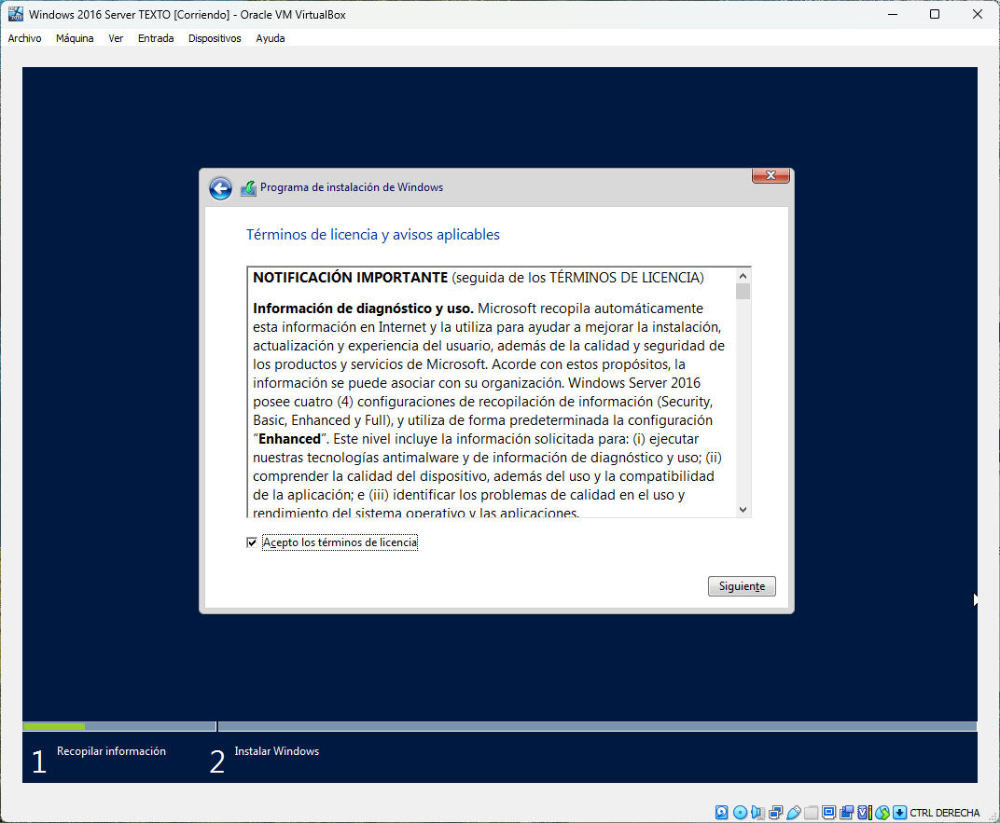 Windows 2016 Server TEXTO [Corriendo] - Oracle VM VirtualBox
Archivo Máquina Ver Entrada Dispositivos Ayuda
Programa de instalación de Windows
Términos de licencia y avisos aplicables
NOTIFICACIÓN IMPORTANTE (seguida de los TÉRMINOS DE LICENCIA)
Información de diagnóstico y uso. Microsoft recopila automáticamente
esta información en Internet y la utiliza para ayudar a mejorar la instalación,
actualización y experiencia del usuario, además de la calidad y seguridad de
los productos y servicios de Microsoft. Acorde con estos propósitos, la
información se puede asociar con su organización. Windows Server 2016
posee cuatro (4) configuraciones de recopilación de información (Security,
Basic, Enhanced y Full), y utiliza de forma predeterminada la configuración
“Enhanced”. Este nivel incluye la información solicitada para: (i) ejecutar
nuestras tecnologías antimalware y de información de diagnóstico y uso; (ii)
comprender la calidad del dispositivo, además del uso y la compatibilidad
de la aplicación; e (iii) identificar los problemas de calidad en el uso y
rendimiento del sistema operativo y las aplicaciones.
Acepto los términos de licencia
Siguiente
1 Recopilar información
2 Instalar Windows
CTRL DERECHA